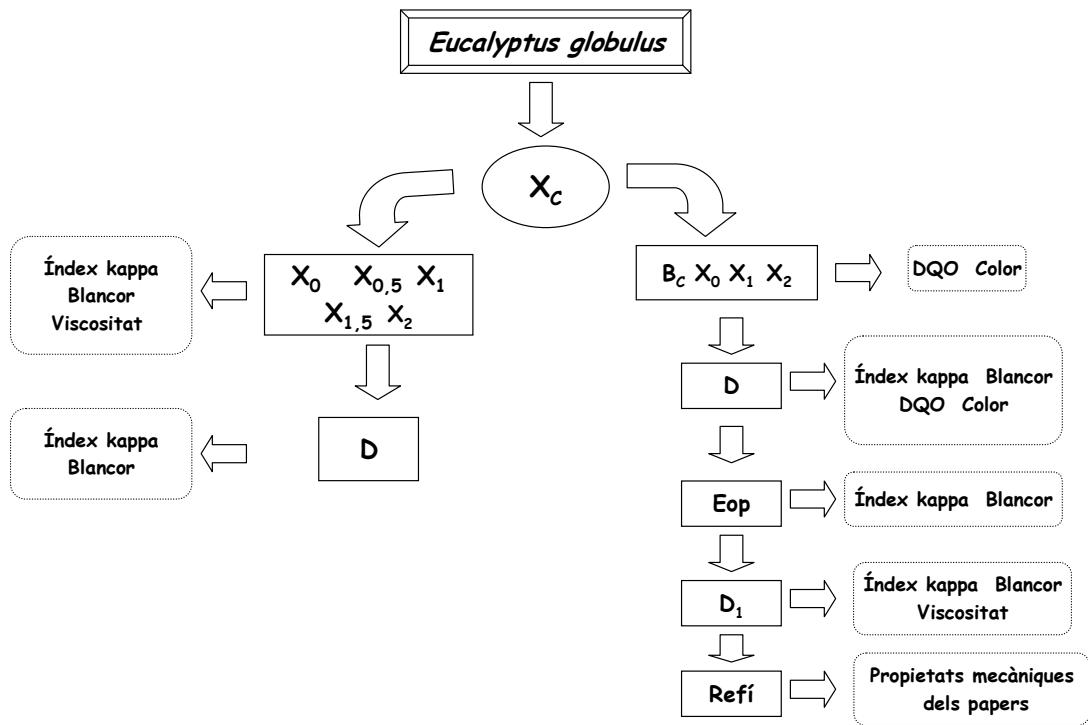 Eucalyptus globulus
X_C
Índex kappa
Blancor
Viscositat
X_0 X_0,5 X_1
X_1,5 X_2
B_C X_0 X_1 X_2
DQO Color
D
Índex kappa Blancor
DQO Color
Índex kappa
Blancor
D
Eop
Índex kappa Blancor
D_1
Índex kappa Blancor
Viscositat
Refí
Propietats mecàniques
dels papers